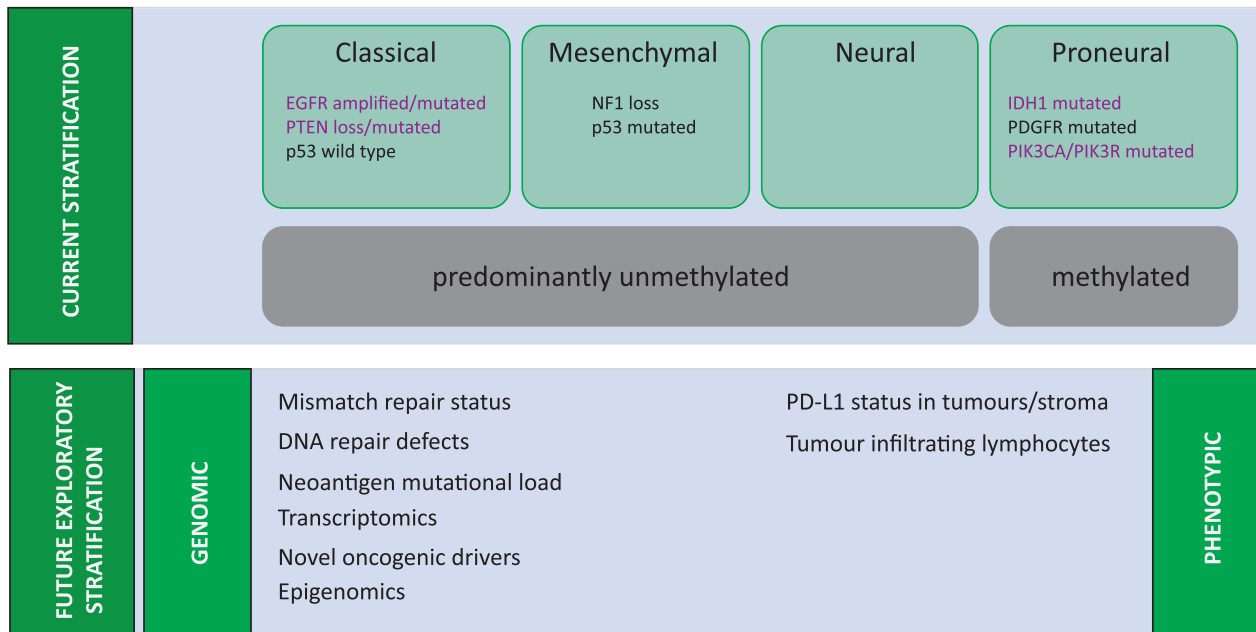 CURRENT STRATIFICATION
Classical
EGFR amplified/mutated
PTEN loss/mutated
p53 wild type
Mesenchymal
NF1 loss
p53 mutated
Neural
Proneural
IDH1 mutated
PDGFR mutated
PIK3CA/PIK3R mutated
predominantly unmethylated
methylated
FUTURE EXPLORATORY
STRATIFICATION
GENOMIC
Mismatch repair status
DNA repair defects
Neoantigen mutational load
Transcriptomics
Novel oncogenic drivers
Epigenomics
PD-L1 status in tumours/stroma
Tumour infiltrating lymphocytes
PHENOTYPIC